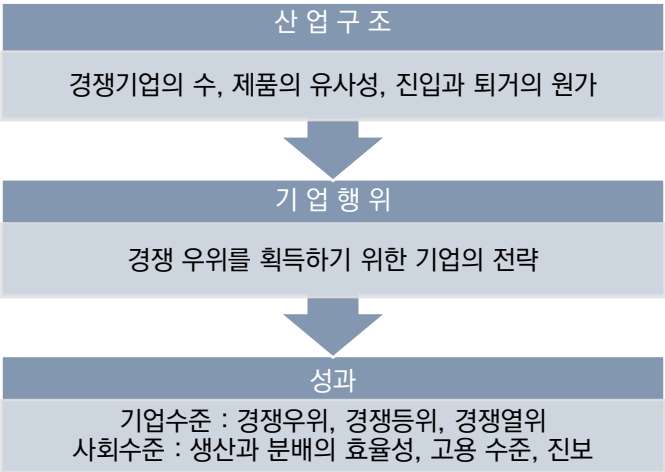 산 업 구 조
경쟁기업의 수, 제품의 유사성, 진입과 퇴거의 원가
기 업 행 위
경쟁 우위를 획득하기 위한 기업의 전략
성과
기업수준 : 경쟁우위, 경쟁등위, 경쟁열위
사회수준 : 생산과 분배의 효율성, 고용 수준, 진보